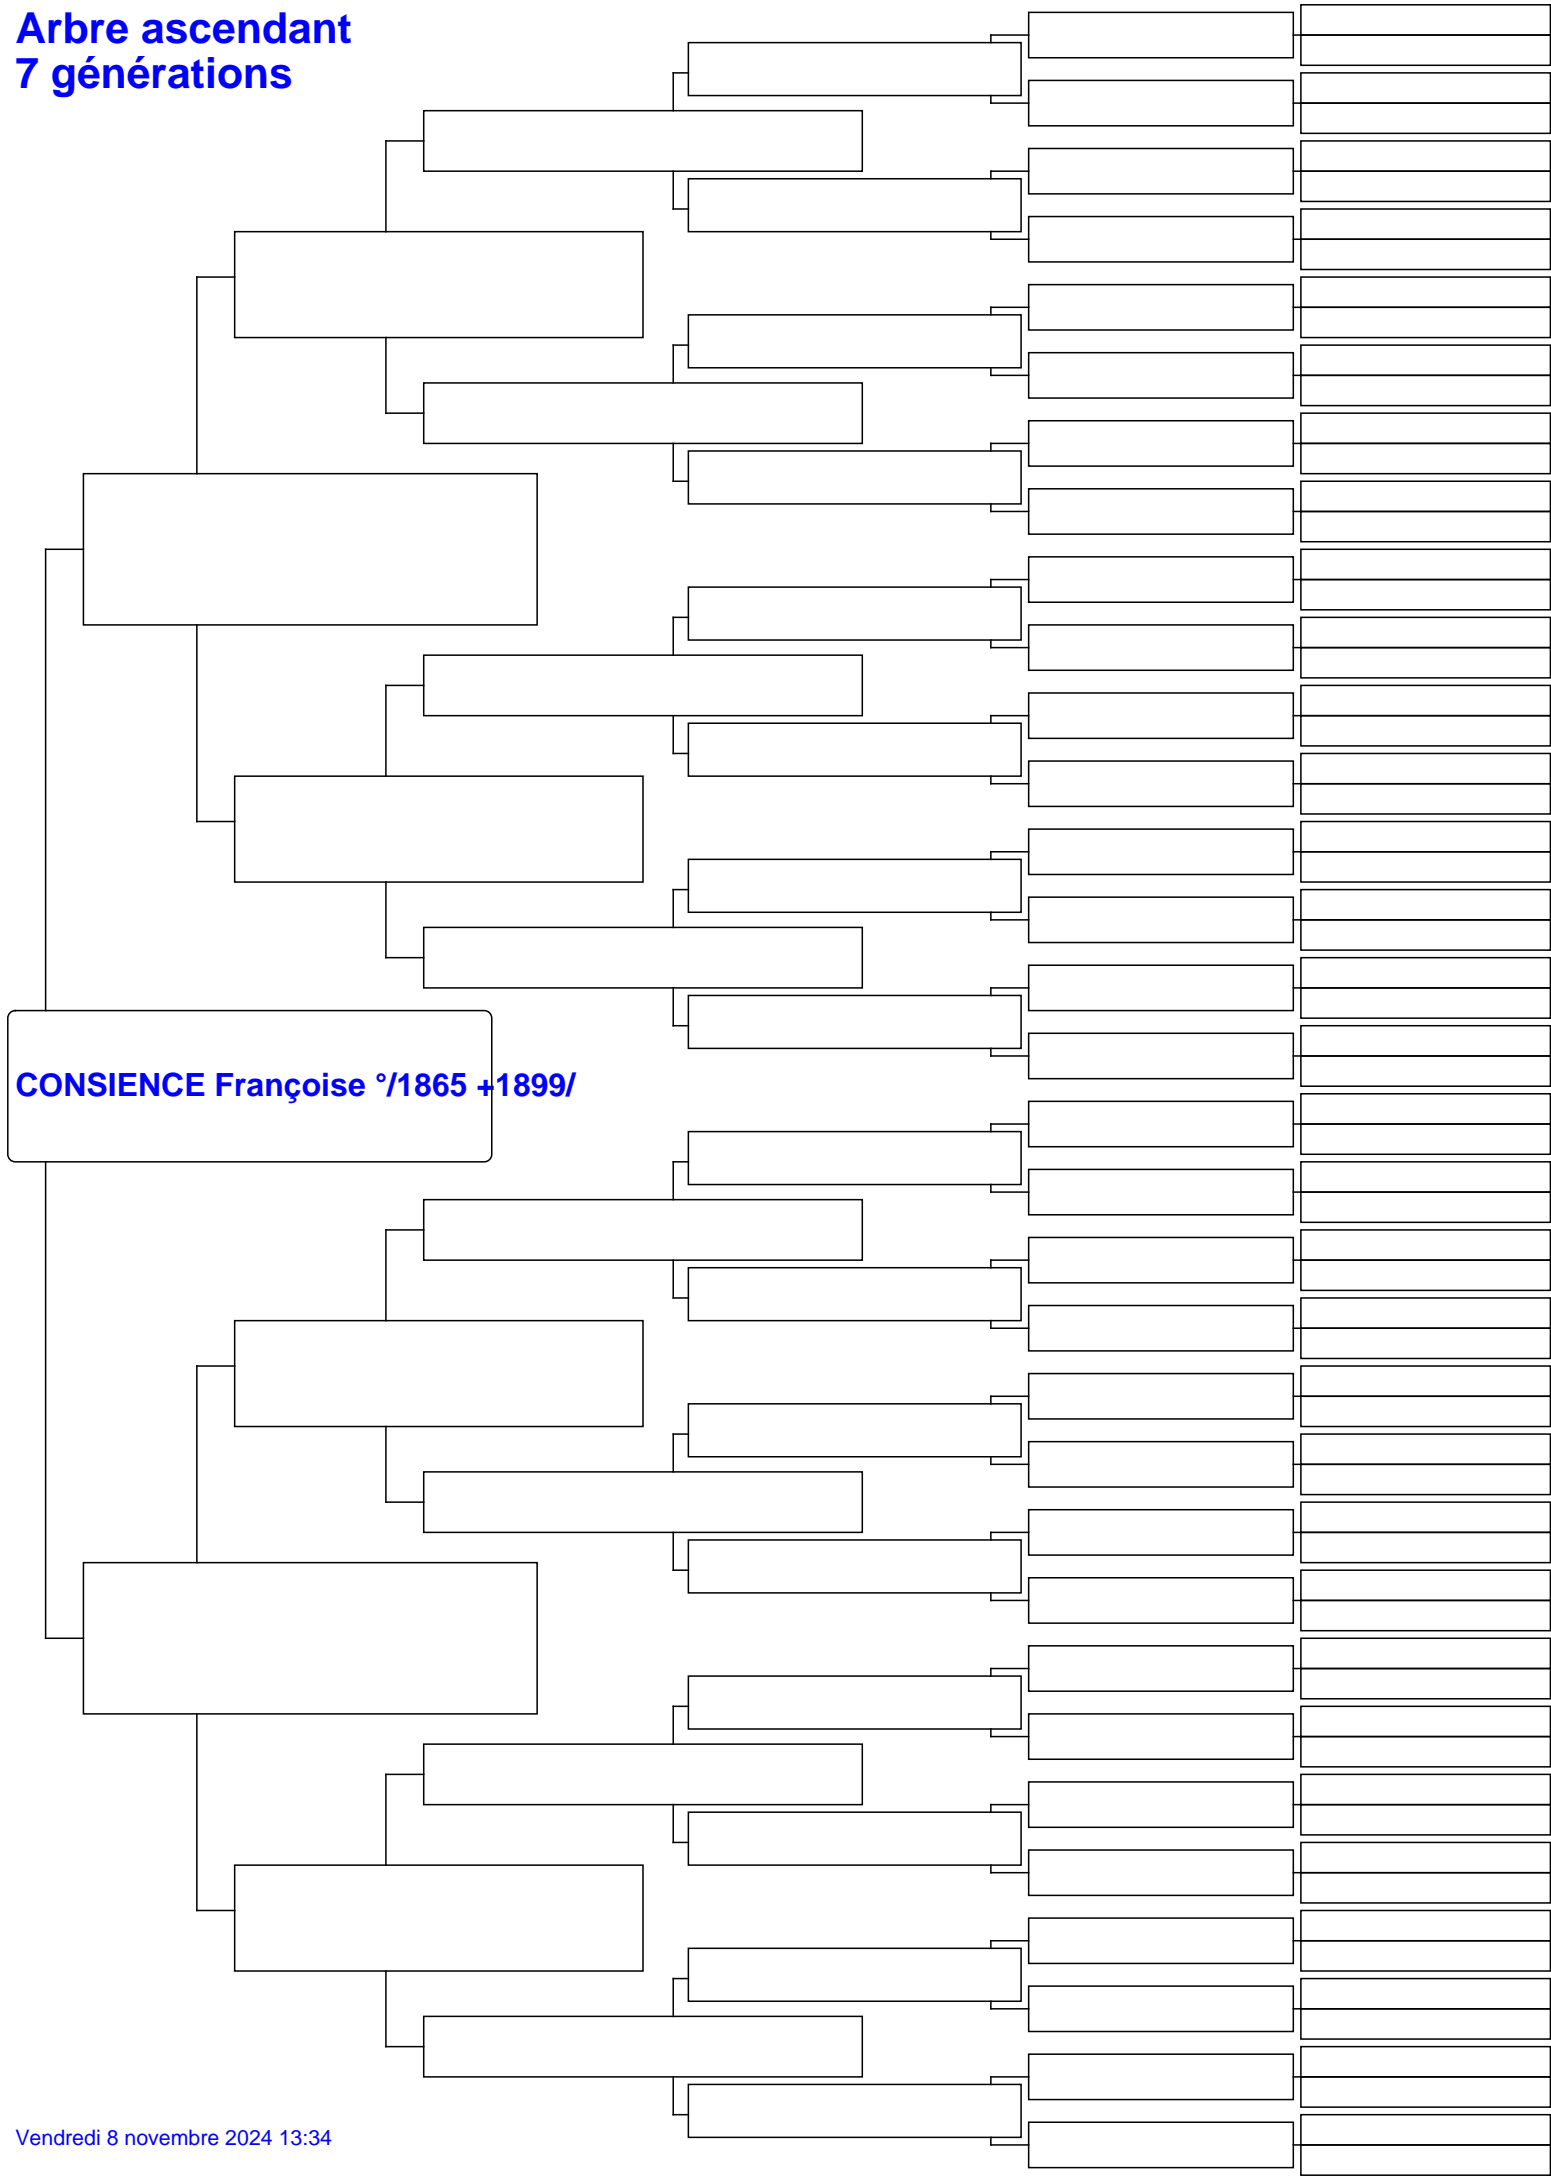 Arbre ascendant
7 générations
CONSIENCE Françoise °/1865 +1899/
Vendredi 8 novembre 2024 13:34